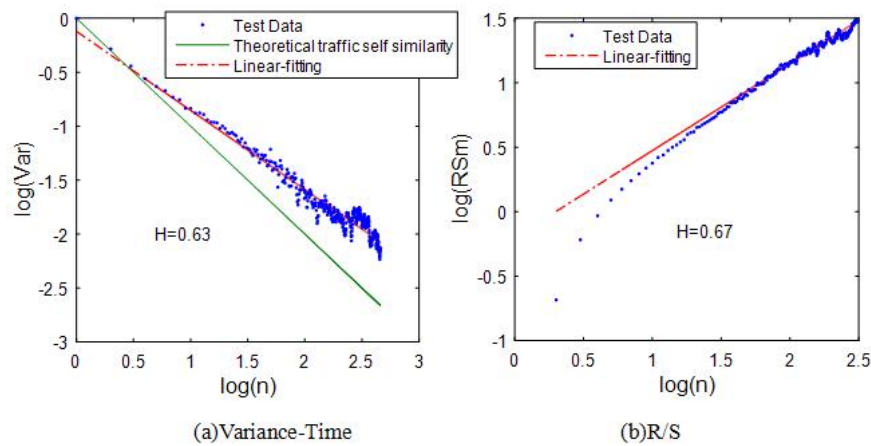 Test Data
Theoretical traffic self similarity
Linear-fitting
0
-0.5
-1
-1.5
-2
-2.5
-3
log(Var)
H=0.63
0 0.5 1 1.5 2 2.5 3
log(n)
(a)Variance-Time
Test Data
Linear-fitting
1.5
1
0.5
0
-0.5
-1
log(RSm)
H=0.67
0 0.5 1 1.5 2 2.5
log(n)
(b)R/S